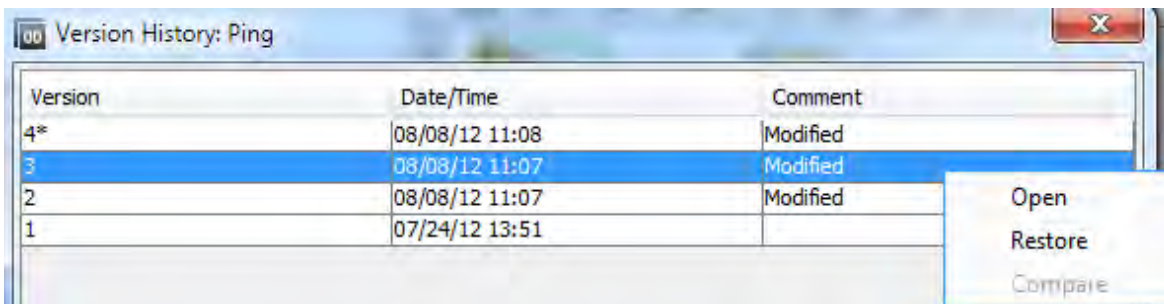 00 Version History: Ping
Version Date/Time Comment
4* 08/08/12 11:08 Modified
3 08/08/12 11:07 Modified
2 08/08/12 11:07 Modified
1 07/24/12 13:51
Open
Restore
Compare